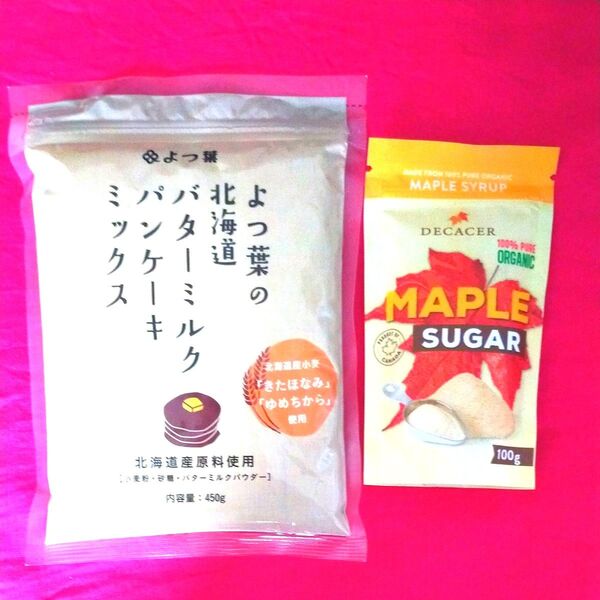 よつ葉
よつ葉の
北海道
バターミルク
パンケーキ
ミックス
北海道産小麦
「きたほなみ」
「ゆめちから」
使用
北海道産原料使用
[小麦粉・砂糖・バターミルクパウダー]
内容量：450g
MADE FROM 100% PURE ORGANIC
MAPLE SYRUP
DECACER
100% PURE
ORGANIC
MAPLE
SUGAR
PRODUCT OF
CANADA
100g